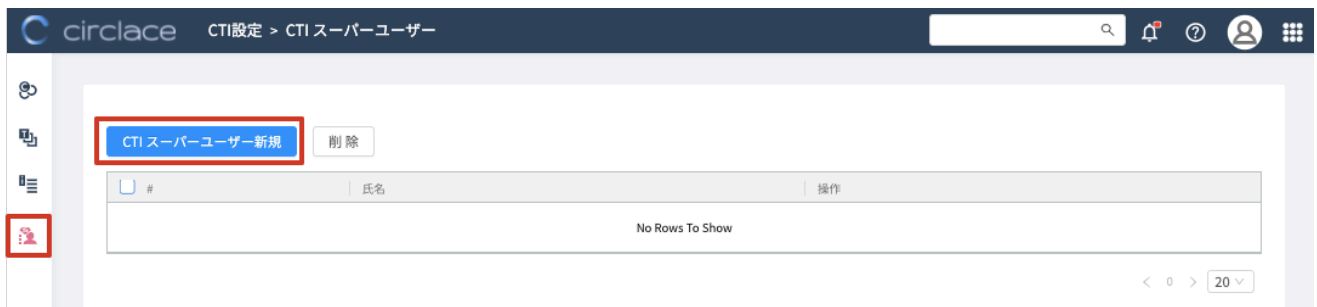 circlace CTI設定 > CTI スーパーユーザー
CTI スーパーユーザー新規 削除
# 氏名 操作
No Rows To Show
< 0 > 20